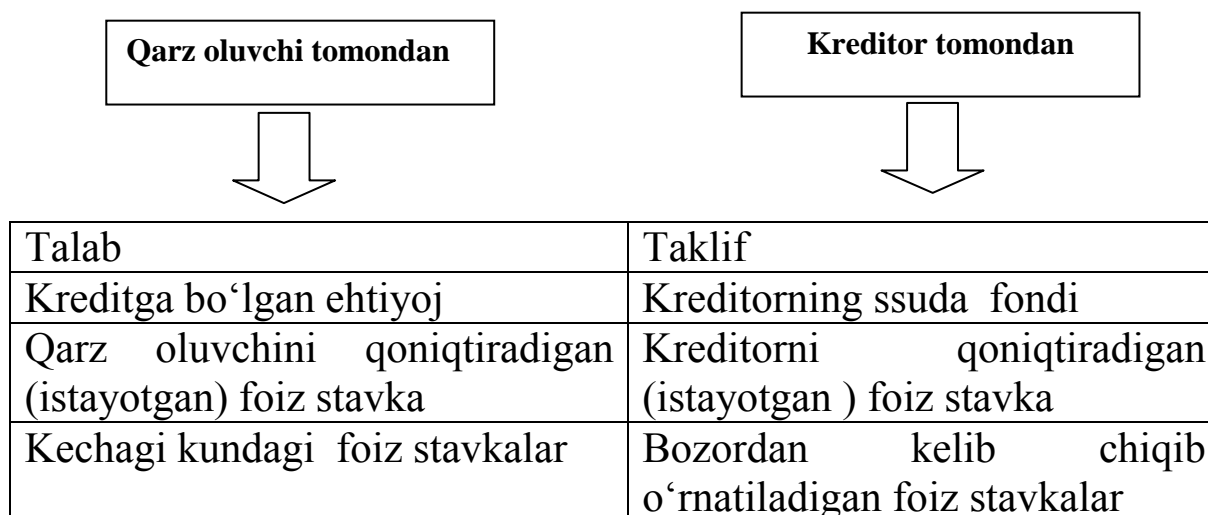 Qarz oluvchi tomondan
Kreditor tomondan
Talab
Taklif
Kreditga bo‘lgan ehtiyoj
Kreditorning ssuda fondi
Qarz oluvchini qoniqtiradigan
(istayotgan) foiz stavka
Kreditorni qoniqtiradigan
(istayotgan ) foiz stavka
Kechagi kundagi foiz stavkalar
Bozordan kelib chiqib
o‘rnatiladigan foiz stavkalar